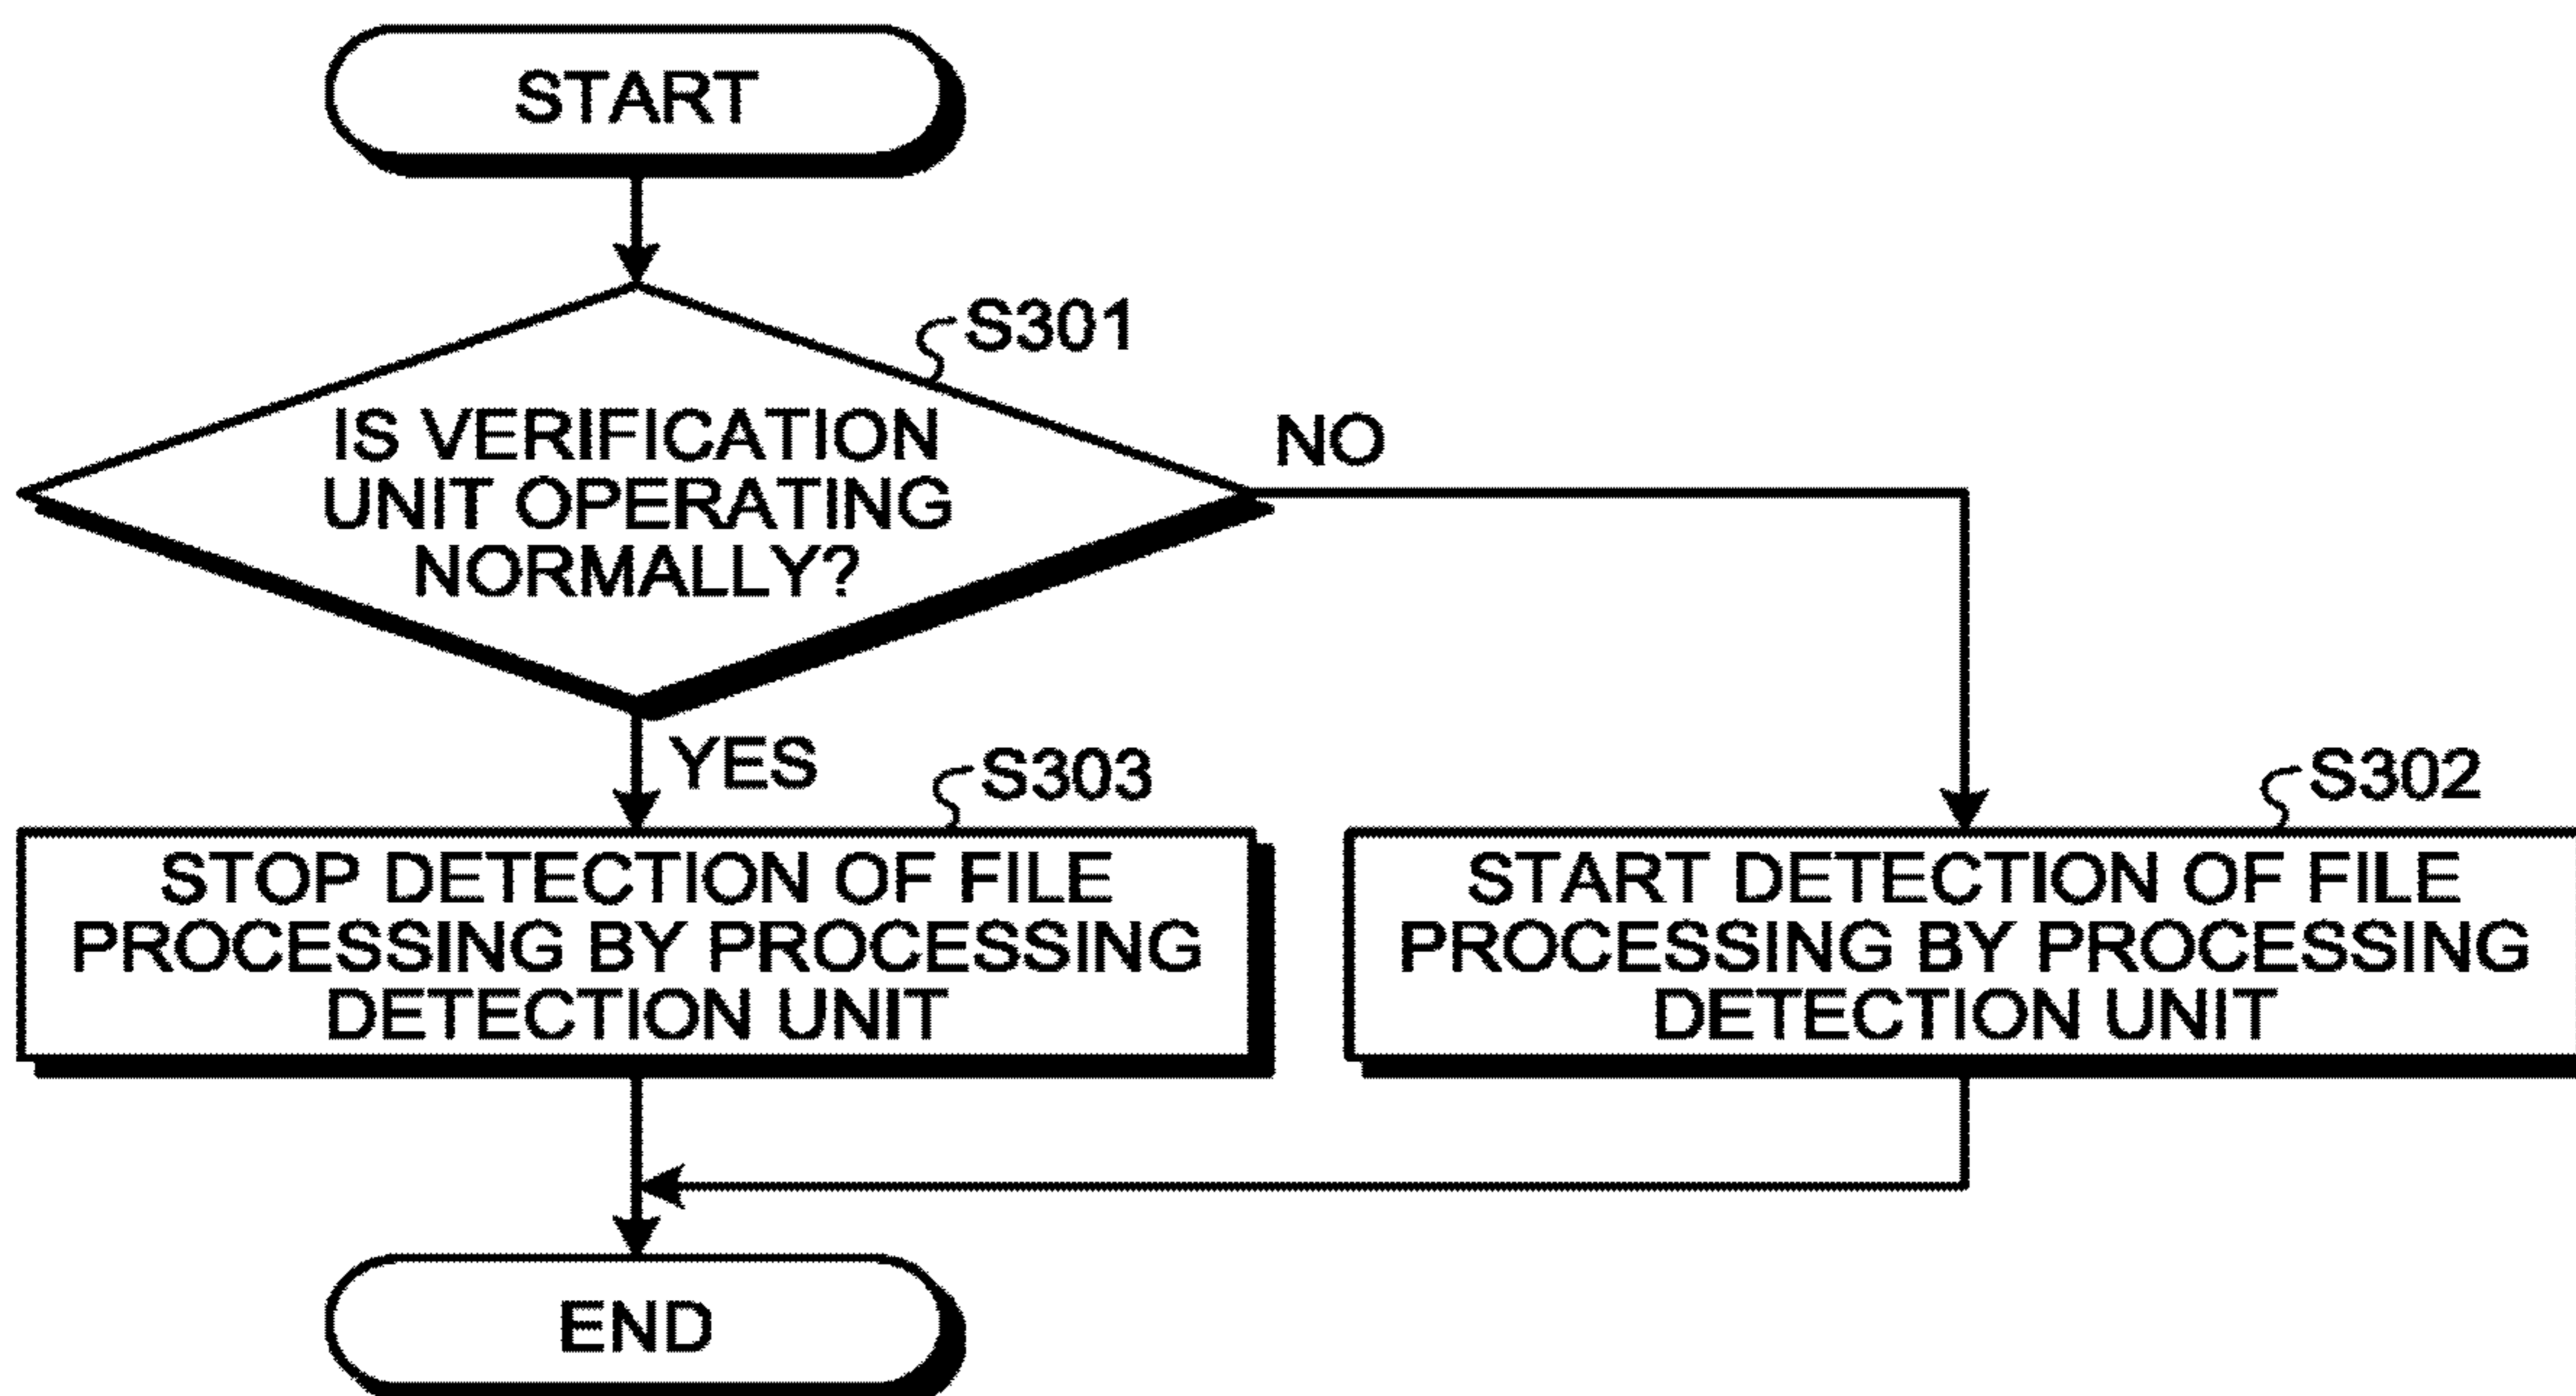 START
S301
IS VERIFICATION
UNIT OPERATING
NORMALLY?
NO
YES
S303
STOP DETECTION OF FILE
PROCESSING BY PROCESSING
DETECTION UNIT
S302
START DETECTION OF FILE
PROCESSING BY PROCESSING
DETECTION UNIT
END